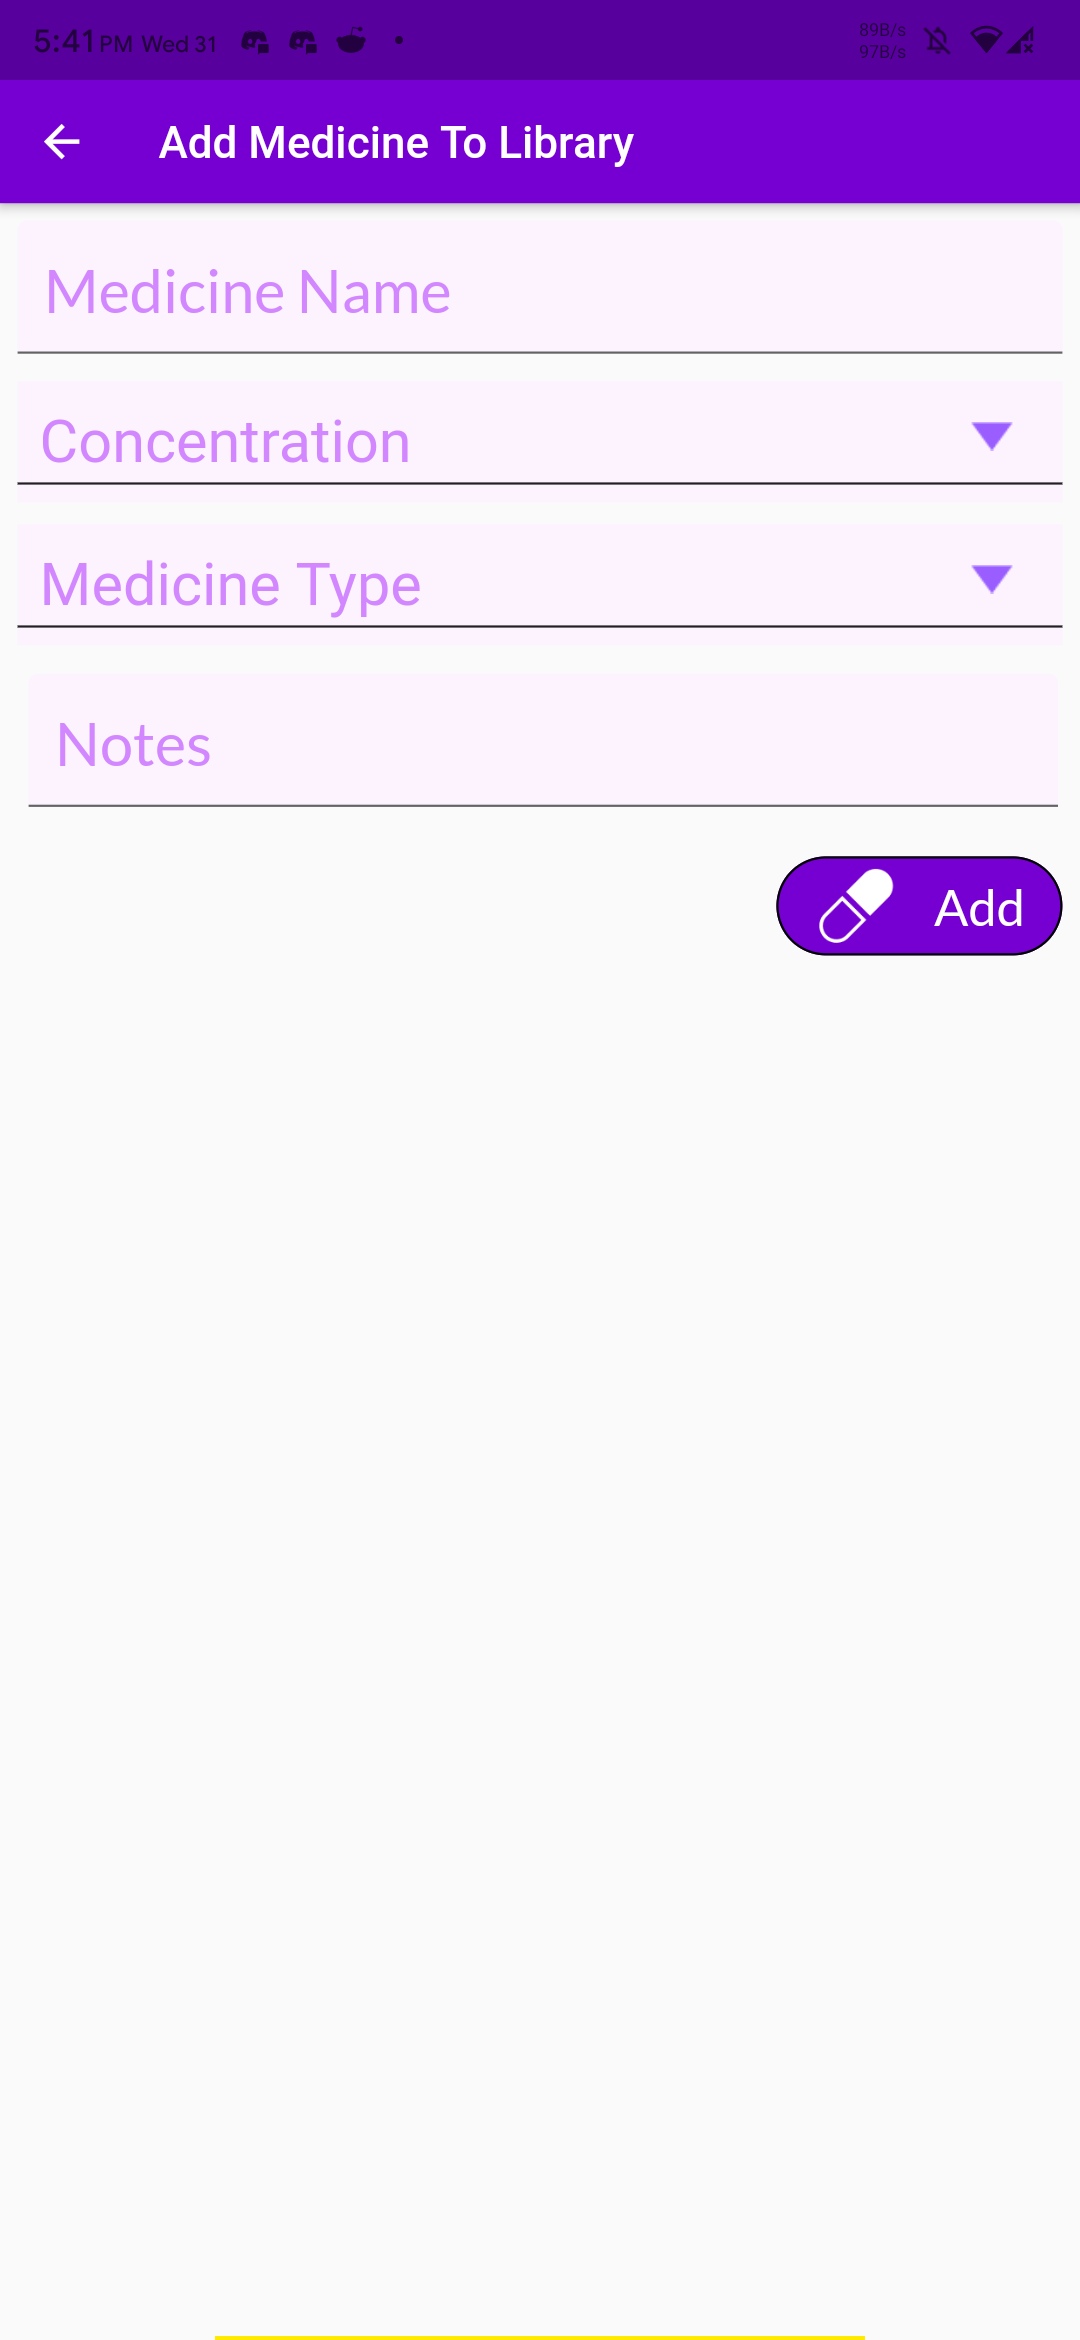 5:41 PM Wed 31
89B/s
97B/s
Add Medicine To Library
Medicine Name
Concentration
Medicine Type
Notes
Add